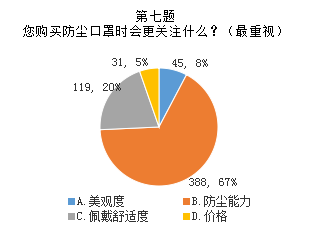 第七题
您购买防尘口罩时会更关注什么？（最重视）
31, 5%
45, 8%
119, 20%
388, 67%
A.美观度
B.防尘能力
C.佩戴舒适度
D.价格